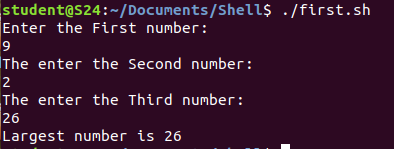 student@S24:~/Documents/Shell$ ./first.sh
Enter the First number:
9
The enter the Second number:
2
The enter the Third number:
26
Largest number is 26